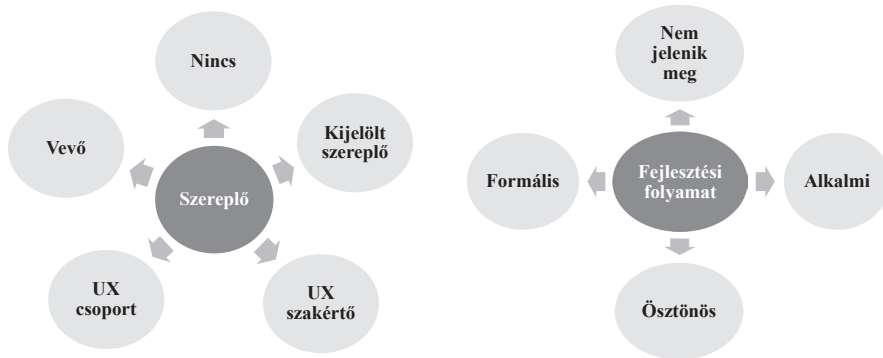 Nincs
Kijelölt
szereplő
UX
szakértő
UX
csoport
Vevő
Szereplő
Nem
jelenik
meg
Alkalmi
Ösztönös
Formális
Fejlesztési
folyamat